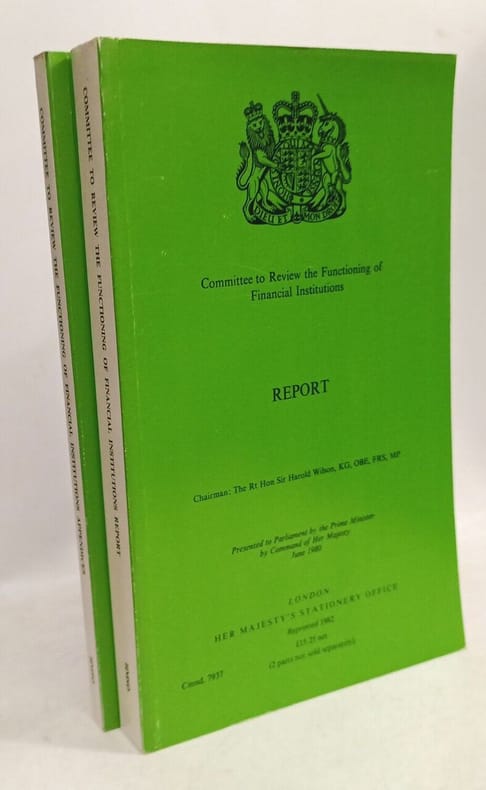 COMMITTEE TO REVIEW THE FUNCTIONING OF FINANCIAL INSTITUTIONS APPENDICES
HMSO
COMMITTEE TO REVIEW THE FUNCTIONING OF FINANCIAL INSTITUTIONS REPORT
HMSO
DIEU ET MON DROIT
Committee to Review the Functioning of
Financial Institutions
REPORT
Chairman: The Rt Hon Sir Harold Wilson, KG, OBE, FRS, MP
Presented to Parliament by the Prime Minister
by Command of Her Majesty
June 1980
LONDON
HER MAJESTY'S STATIONERY OFFICE
Reprinted 1982
£15.25 net
(2 parts not sold separately)
Cmnd. 7937